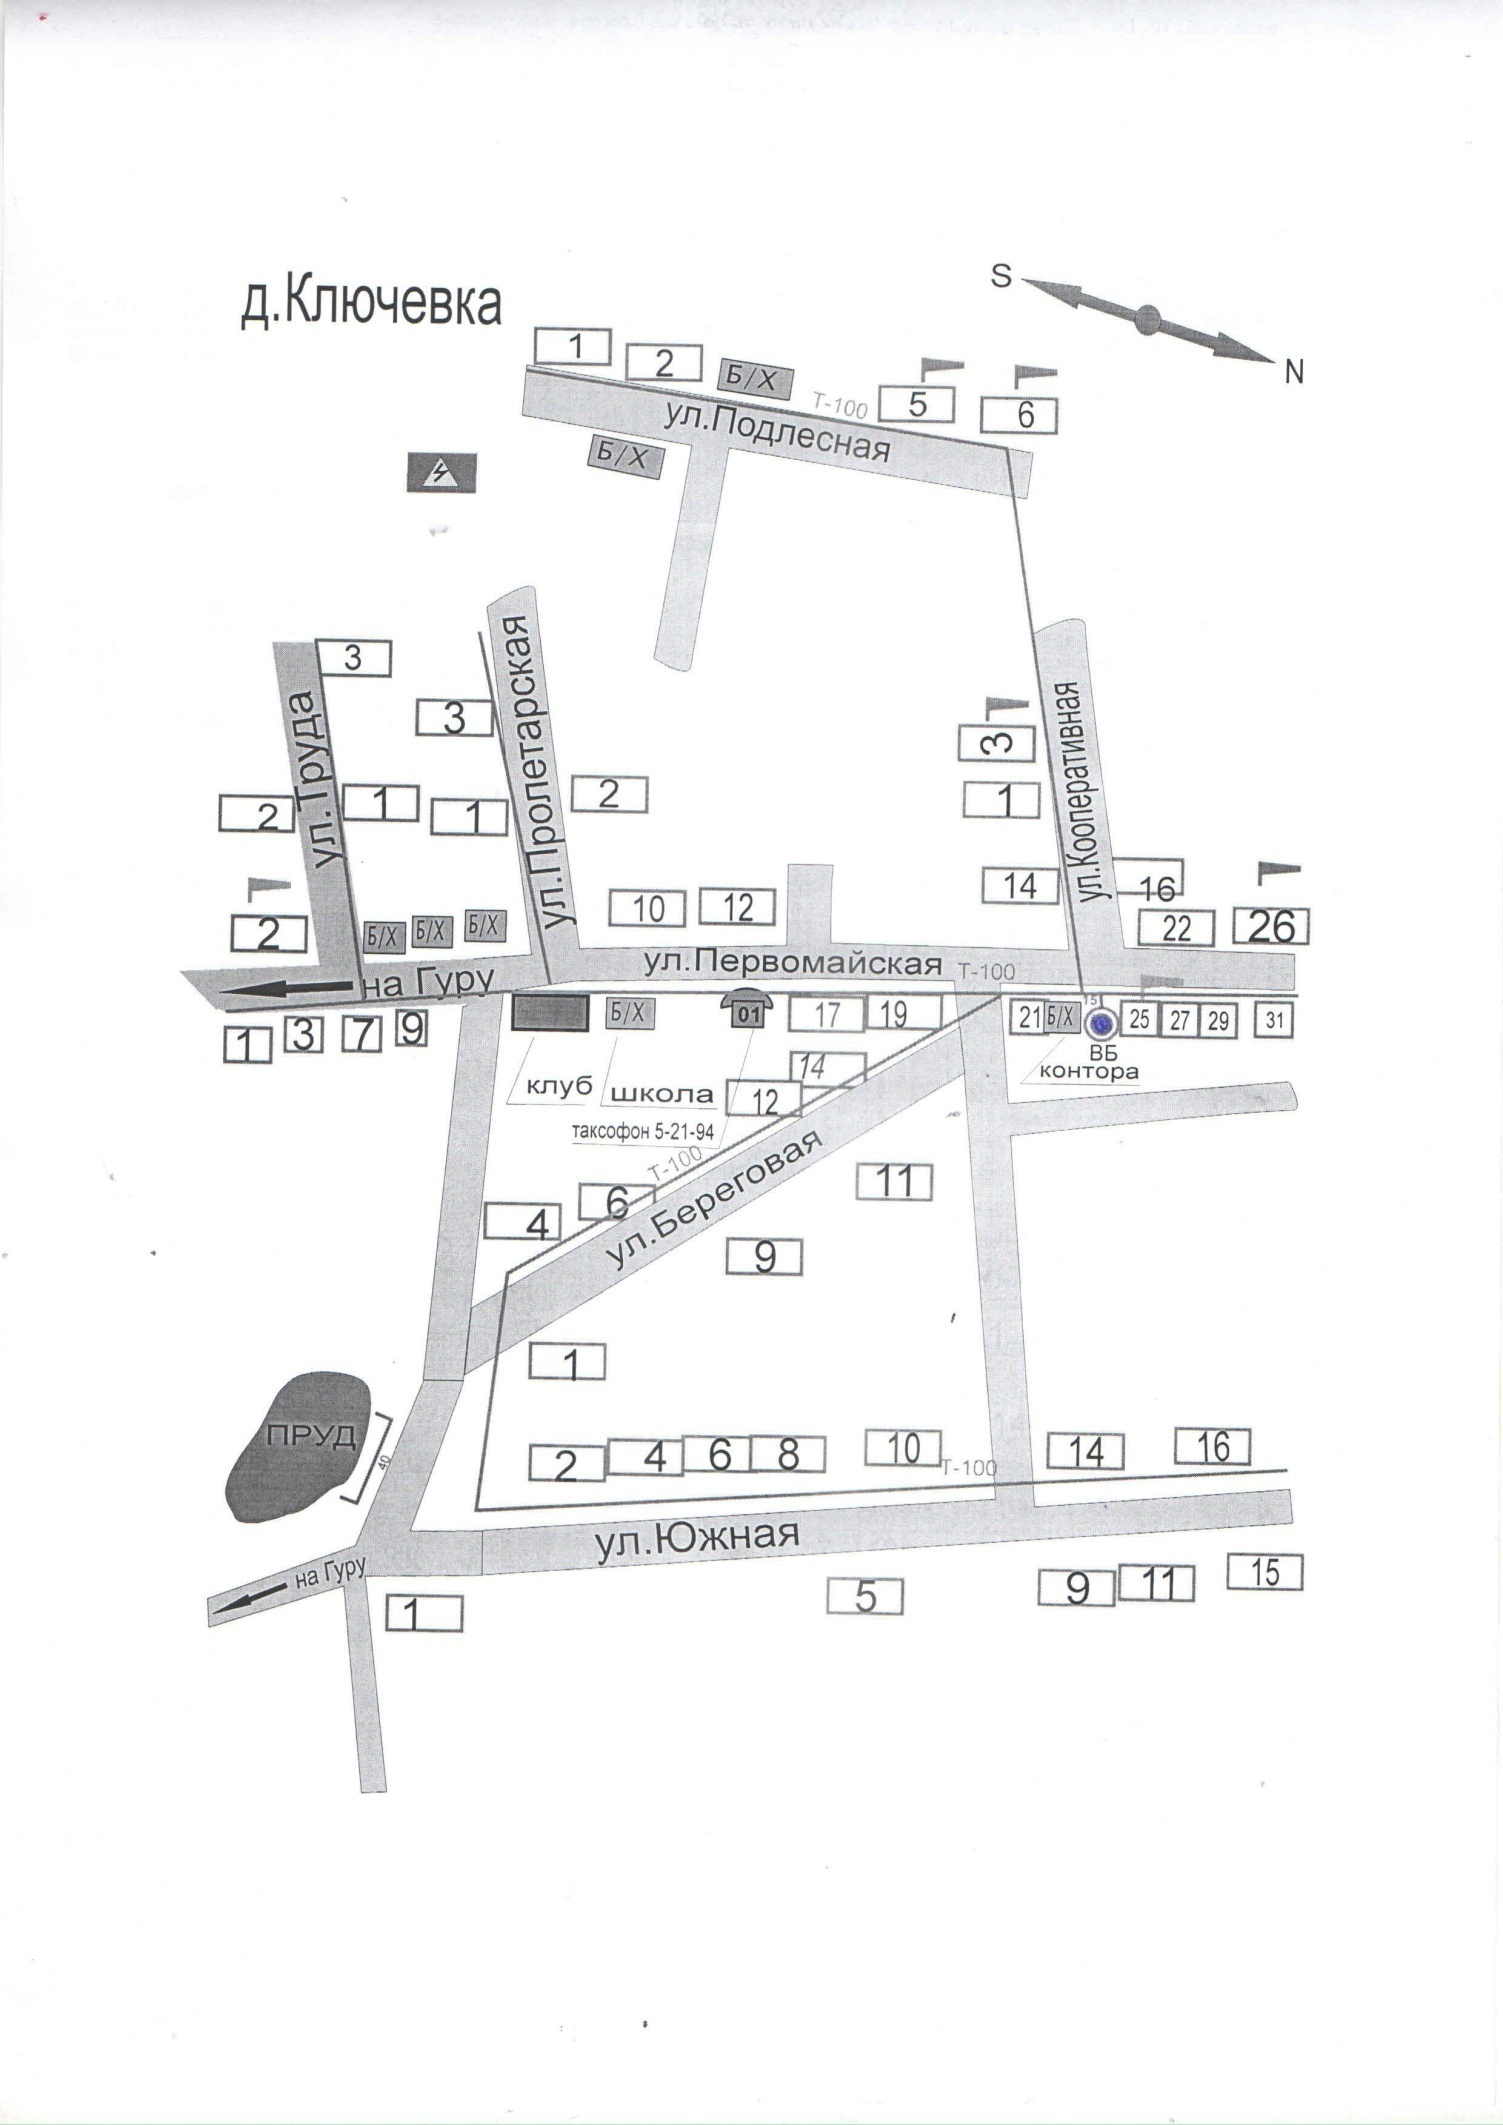 S
N
д.Ключевка
1
2
Б/Х
Т-100
5
6
ул.Подлесная
Б/Х
3
ул.Труда
3
ул.Пролетарская
3
ул.Кооперативная
2
1
1
2
1
14
16
2
Б/Х
Б/Х
Б/Х
10
12
22
26
на Гуру
ул.Первомайская
Т-100
1
3
7
9
Б/Х
01
17
19
21
Б/Х
15
25
27
29
31
ВБ
контора
клуб
школа
14
12
таксофон 5-21-94
Т-100
4
6
ул.Береговая
11
9
1
ПРУД
40
2
4
6
8
10
Т-100
14
16
ул.Южная
на Гуру
1
5
9
11
15